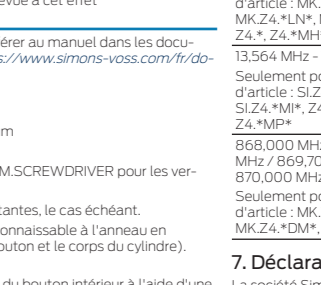 évue à cet effet
érer au manuel dans les docu-
s://www.simons-voss.com/fr/do-
m
M.SCREWDRIVER pour les ver-
tantes, le cas échéant.
connaissable à l'anneau en
outon et le corps du cylindre).
du bouton intérieur à l'aide d'une
d'article : MK.
MK.Z4.*LN*,
Z4.*, Z4.*MH
13,564 MHz -
Seulement po
d'article : SI.Z
SI.Z4.*MI*, Z4
Z4.*MP*
868,000 MHz
MHz / 869,70
870,000 MHz
Seulement po
d'article : MK.
MK.Z4.*DM*,
7. Déclara
La société Sim